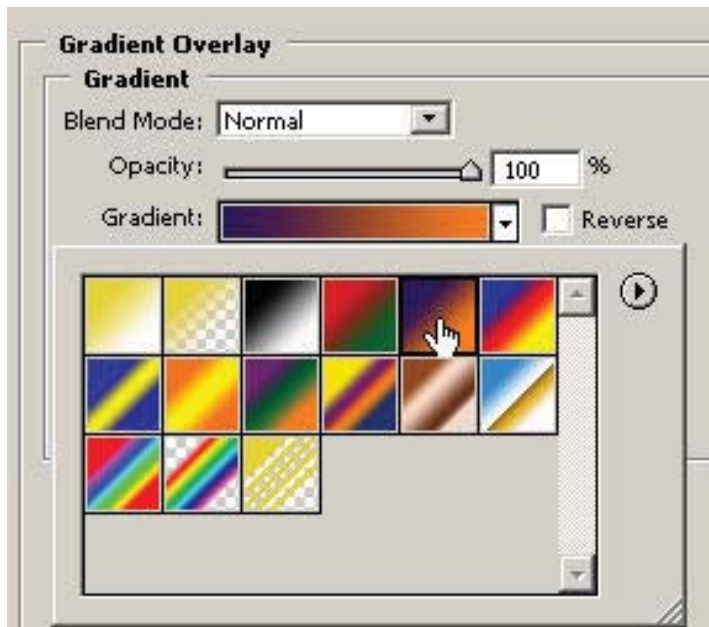 Gradient Overlay
Gradient
Blend Mode: Normal
Opacity: 100 %
Gradient: Reverse